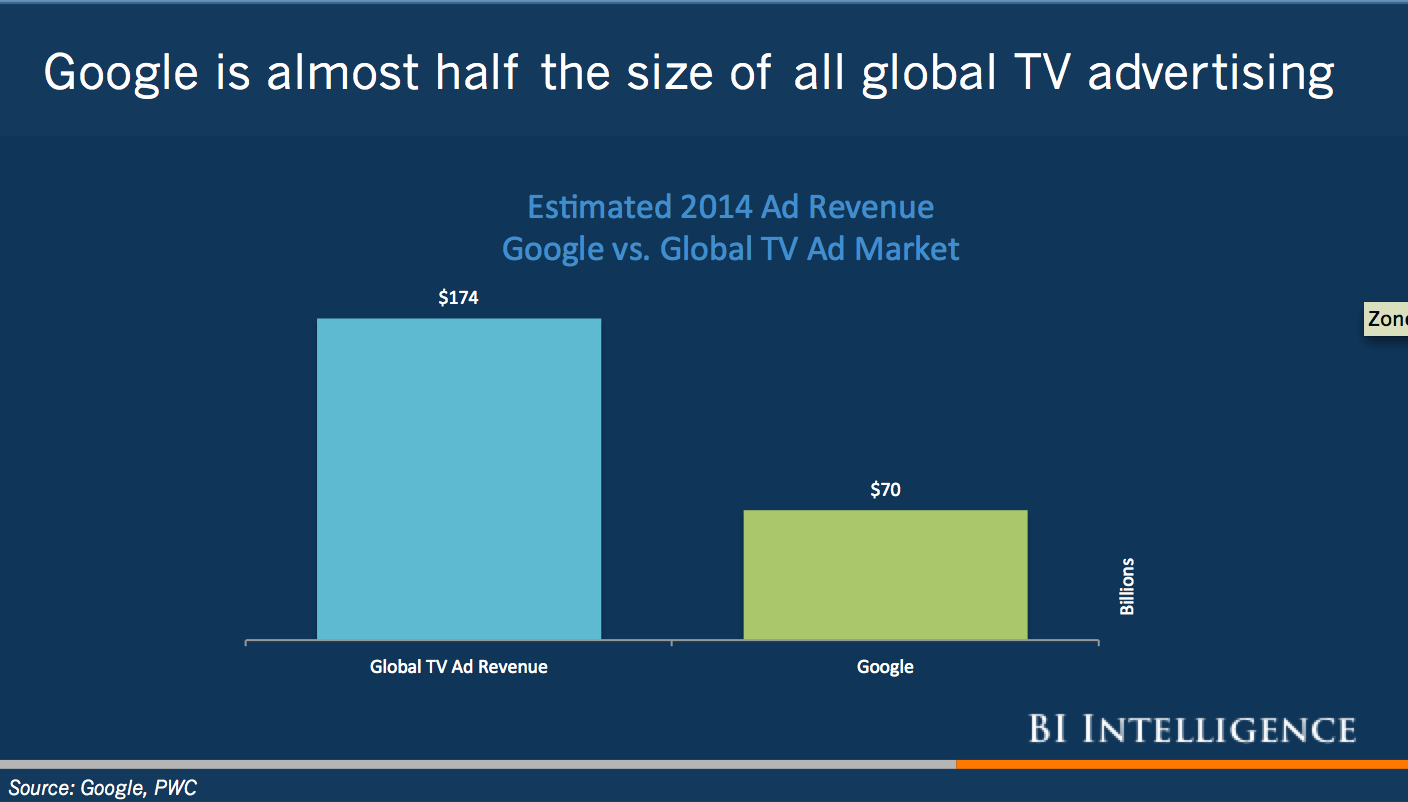 Google is almost half the size of all global TV advertising
Estimated 2014 Ad Revenue
Google vs. Global TV Ad Market
$174
Zone
$70
Billions
Global TV Ad Revenue
Google
BI INTELLIGENCE
Source: Google, PWC